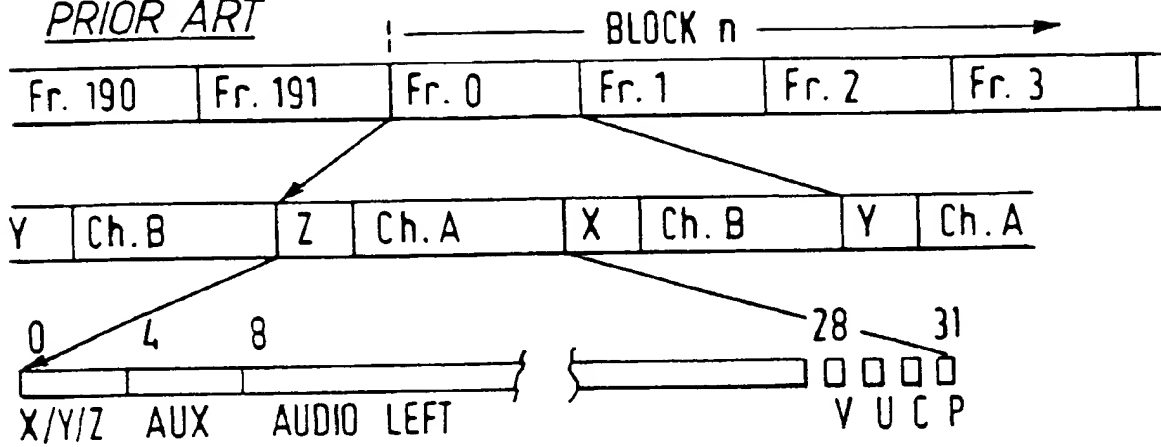 PRIOR ART
BLOCK n
Fr. 190 Fr. 191 Fr. 0 Fr. 1 Fr. 2 Fr. 3
Y Ch. B Z Ch. A X Ch. B Y Ch. A
0 4 8 28 31
X/Y/Z AUX AUDIO LEFT V U C P